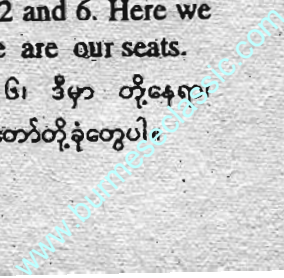 2 and 6. Here we
are our seats.
၆၊ ဒီမှာ တို့နေရာ၊
တော်တို့ခုံတွေပါ။
www.burmeseclassic.com